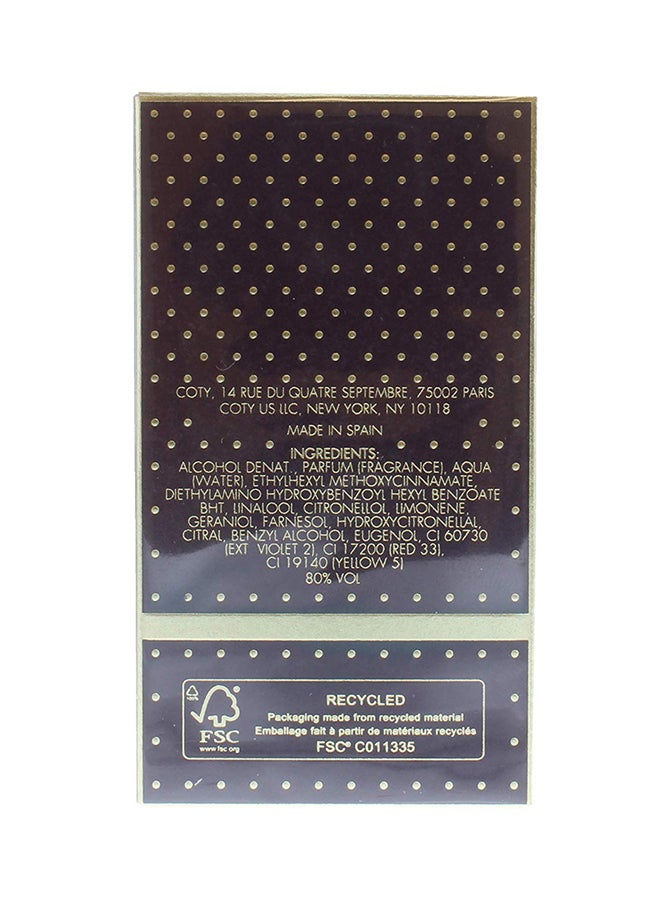 COTY, 14 RUE DU QUATRE SEPTEMBRE, 75002 PARIS
COTY US LLC, NEW YORK, NY 10118
MADE IN SPAIN
INGREDIENTS:
ALCOHOL DENAT., PARFUM (FRAGRANCE), AQUA
(WATER), ETHYLHEXYL METHOXYCINNAMATE,
DIETHYLAMINO HYDROXYBENZOYL HEXYL BENZOATE
BHT, LINALOOL, CITRONELLOL, LIMONENE,
GERANIOL, FARNESOL, HYDROXYCITRONELLAL,
CITRAL, BENZYL ALCOHOL, EUGENOL, CI 60730
(EXT. VIOLET 2), CI 17200 (RED 33),
CI 19140 (YELLOW 5)
80% VOL
RECYCLED
Packaging made from recycled material
Emballage fait à partir de matériaux recyclés
FSC® C011335
FSC
www.fsc.org